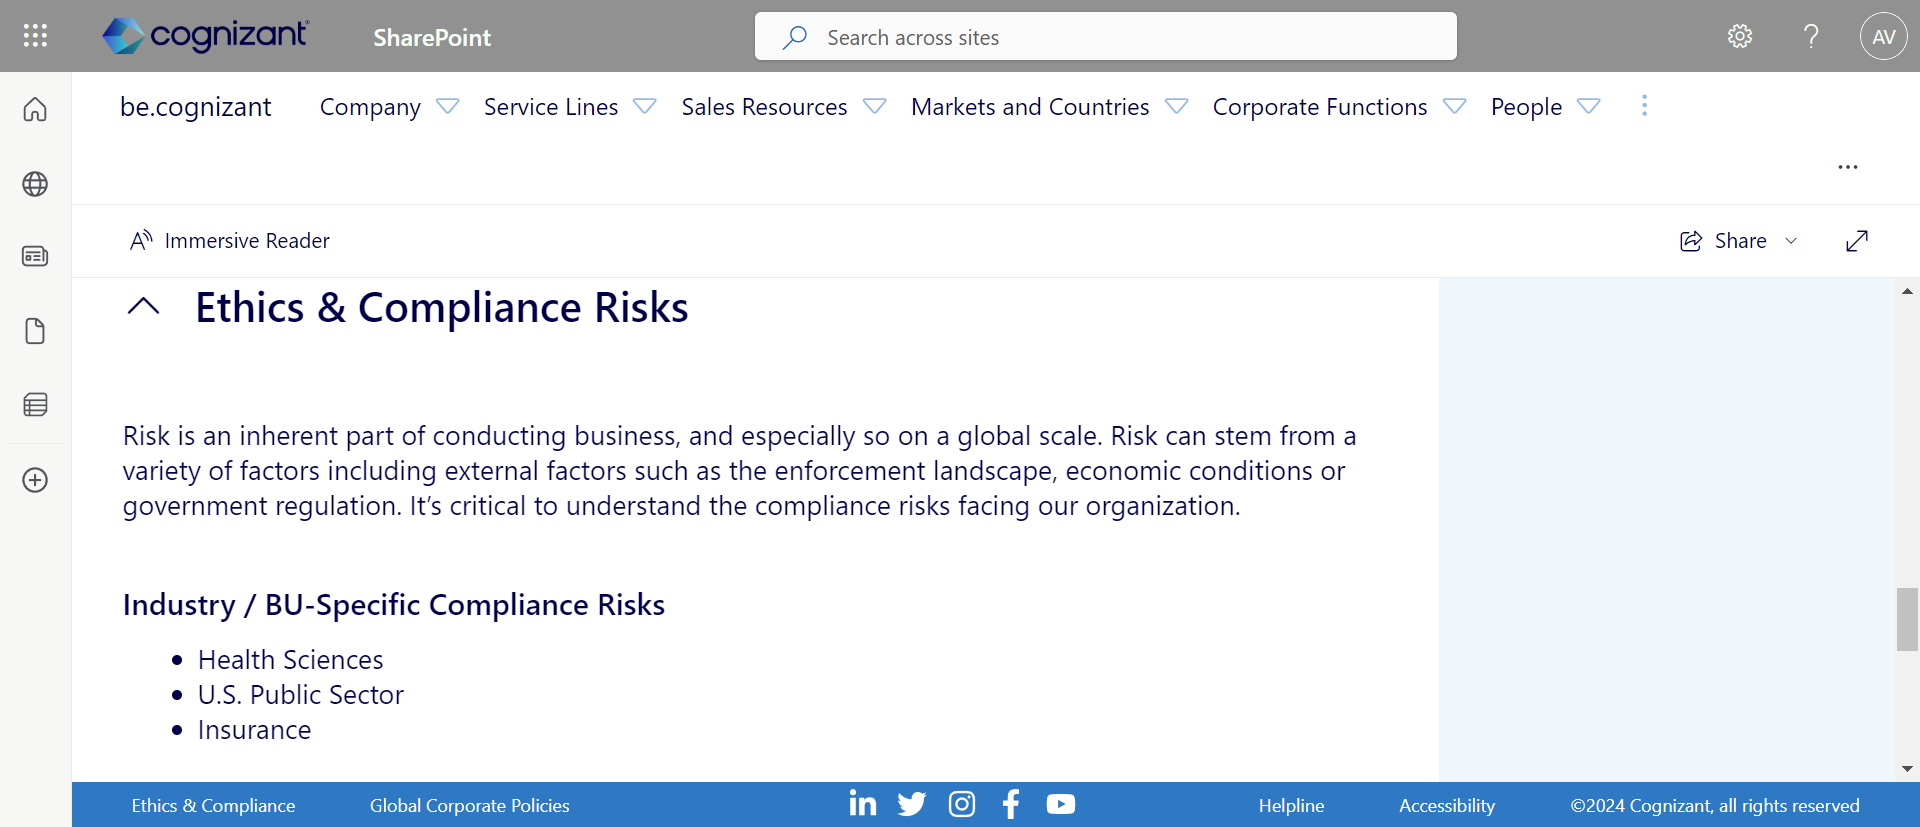 cognizant
SharePoint
Search across sites
?
AV
be.cognizant
Company
Service Lines
Sales Resources
Markets and Countries
Corporate Functions
People
...
Immersive Reader
Share
Ethics & Compliance Risks
Risk is an inherent part of conducting business, and especially so on a global scale. Risk can stem from a
variety of factors including external factors such as the enforcement landscape, economic conditions or
government regulation. It’s critical to understand the compliance risks facing our organization.
Industry / BU-Specific Compliance Risks
• Health Sciences
• U.S. Public Sector
• Insurance
Ethics & Compliance
Global Corporate Policies
Helpline
Accessibility
©2024 Cognizant, all rights reserved